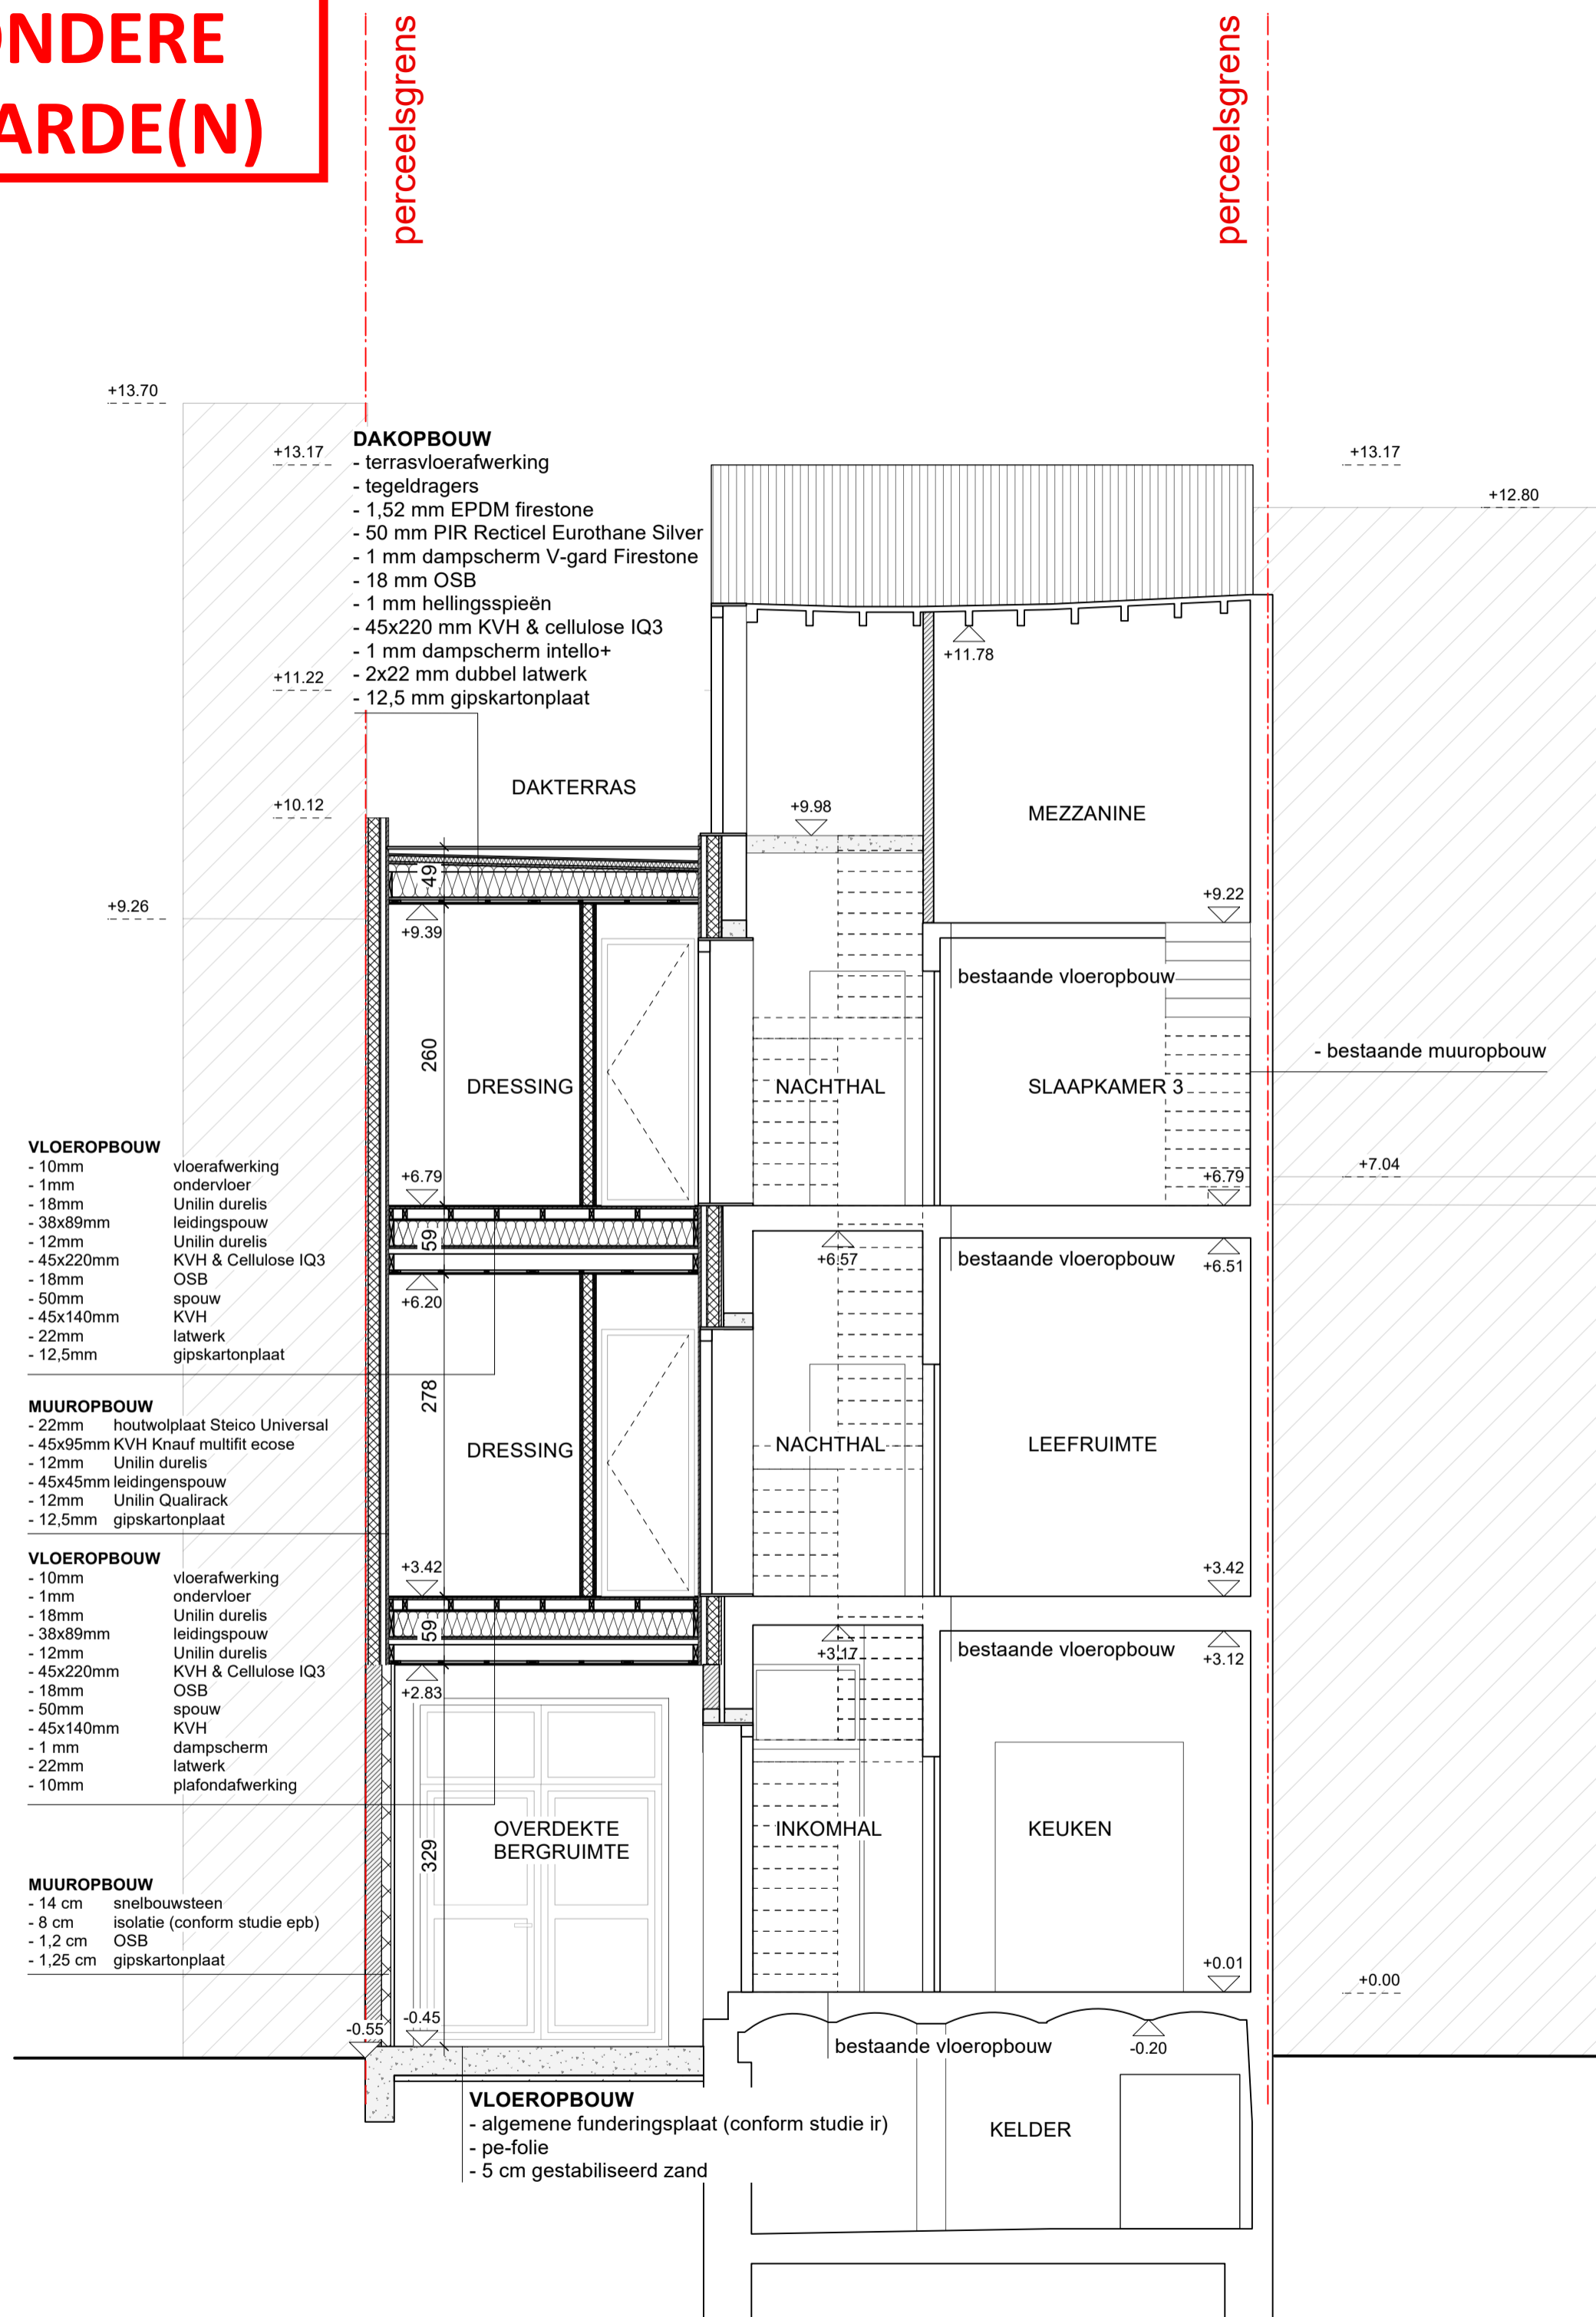 ONDERE
ARDE(N)
perceelsgrens
perceelsgrens
+13.70
+13.17
+13.17
+12.80
DAKOPBOUW
- terrasvloerafwerking
- tegeldragers
- 1,52 mm EPDM firestone
- 50 mm PIR Recticel Eurothane Silver
- 1 mm dampscherm V-gard Firestone
- 18 mm OSB
- 1 mm hellingsspieën
- 45x220 mm KVH & cellulose IQ3
- 1 mm dampscherm intello+
- 2x22 mm dubbel latwerk
- 12,5 mm gipskartonplaat
+11.78
+11.22
DAKTERRAS
+10.12
+9.98
MEZZANINE
49
+9.26
+9.22
+9.39
bestaande vloeropbouw
260
- bestaande muuropbouw
DRESSING
NACHTHAL
SLAAPKAMER 3
+6.79
+6.79
+7.04
VLOEROPBOUW
- 10mm vloerafwerking
- 1mm ondervloer
- 18mm Unilin durelis
- 38x89mm leidingspouw
- 12mm Unilin durelis
- 45x220mm KVH & Cellulose IQ3
- 18mm OSB
- 50mm spouw
- 45x140mm KVH
- 22mm latwerk
- 12,5mm gipskartonplaat
59
+6.57
bestaande vloeropbouw
+6.51
+6.20
278
DRESSING
NACHTHAL
LEEFRUIMTE
MUUROPBOUW
- 22mm houtwolplaat Steico Universal
- 45x95mm KVH Knauf multifit ecose
- 12mm Unilin durelis
- 45x45mm leidingenspouw
- 12mm Unilin Qualirack
- 12,5mm gipskartonplaat
+3.42
+3.42
VLOEROPBOUW
- 10mm vloerafwerking
- 1mm ondervloer
- 18mm Unilin durelis
- 38x89mm leidingspouw
- 12mm Unilin durelis
- 45x220mm KVH & Cellulose IQ3
- 18mm OSB
- 50mm spouw
- 45x140mm KVH
- 1 mm dampscherm
- 22mm latwerk
- 10mm plafondafwerking
59
+3.17
bestaande vloeropbouw
+3.12
+2.83
329
OVERDEKTE
BERGRUIMTE
INKOMHAL
KEUKEN
MUUROPBOUW
- 14 cm snelbouwsteen
- 8 cm isolatie (conform studie epb)
- 1,2 cm OSB
- 1,25 cm gipskartonplaat
+0.01
+0.00
-0.55
-0.45
bestaande vloeropbouw
-0.20
VLOEROPBOUW
- algemene funderingsplaat (conform studie ir)
- pe-folie
- 5 cm gestabiliseerd zand
KELDER